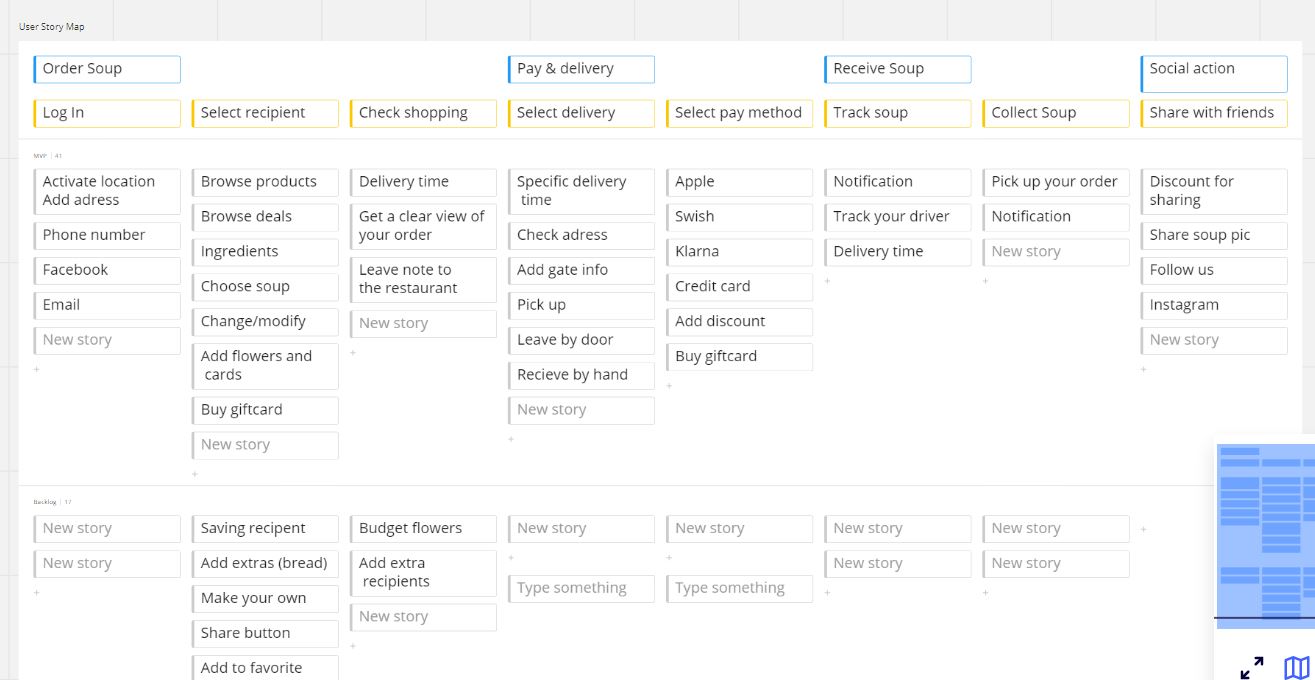 User Story Map
Order Soup
Pay & delivery
Receive Soup
Social action
Log In
Select recipient
Check shopping
Select delivery
Select pay method
Track soup
Collect Soup
Share with friends
MVP | 41
Activate location
Add adress
Phone number
Facebook
Email
New story
+
Browse products
Browse deals
Ingredients
Choose soup
Change/modify
Add flowers and
cards
Buy giftcard
New story
+
Delivery time
Get a clear view of
your order
Leave note to
the restaurant
New story
+
Specific delivery
time
Check adress
Add gate info
Pick up
Leave by door
Recieve by hand
New story
+
Apple
Swish
Klarna
Credit card
Add discount
Buy giftcard
+
Notification
Track your driver
Delivery time
+
Pick up your order
Notification
New story
+
Discount for
sharing
Share soup pic
Follow us
Instagram
New story
+
Backlog | 17
New story
New story
+
Saving recipent
Add extras (bread)
Make your own
Share button
Add to favorite
Budget flowers
Add extra
recipients
New story
+
New story
+
Type something
New story
+
Type something
New story
New story
+
New story
New story
+
+